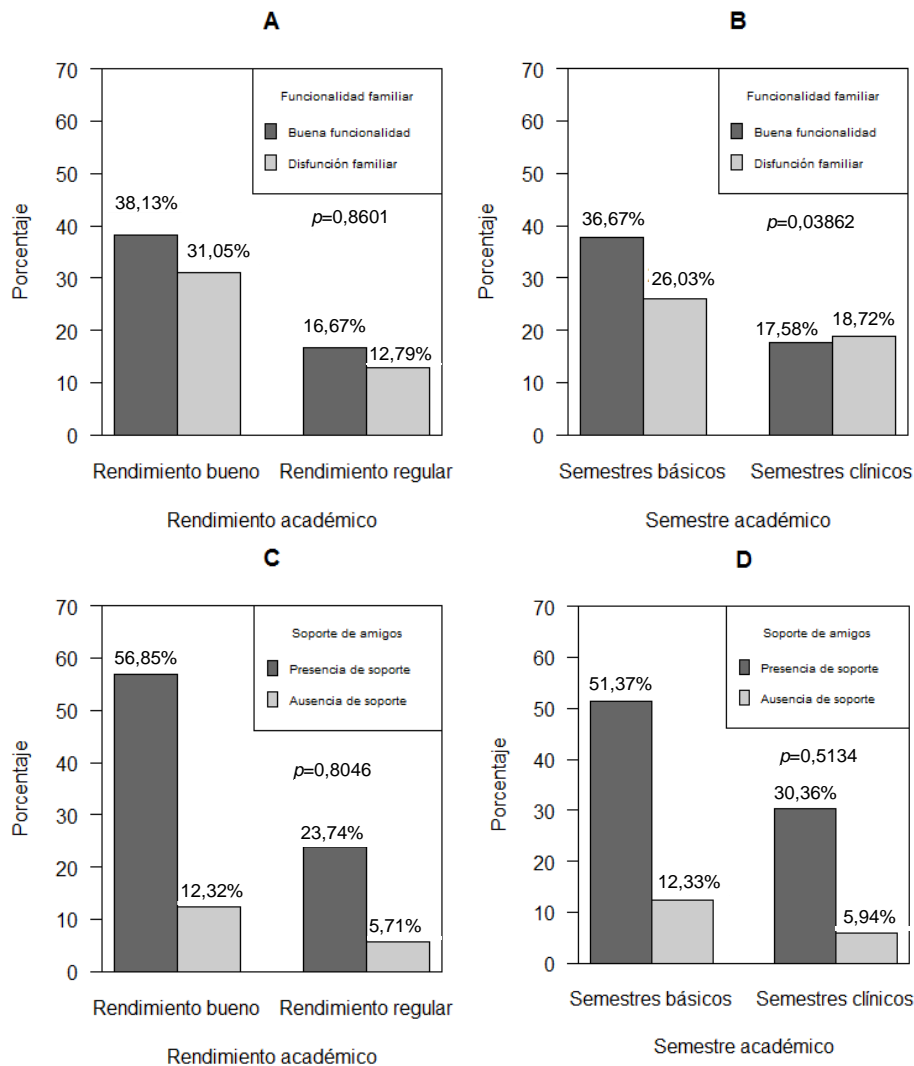 A
70
60
50
40
30
20
10
0
Porcentaje
Funcionalidad familiar
Buena funcionalidad
Disfunción familiar
p=0,8601
38,13%
31,05%
16,67%
12,79%
Rendimiento bueno Rendimiento regular
Rendimiento académico
B
70
60
50
40
30
20
10
0
Porcentaje
Funcionalidad familiar
Buena funcionalidad
Disfunción familiar
p=0,03862
36,67%
26,03%
17,58%
18,72%
Semestres básicos Semestres clínicos
Semestre académico
C
70
60
50
40
30
20
10
0
Porcentaje
Soporte de amigos
Presencia de soporte
Ausencia de soporte
p=0,8046
56,85%
12,32%
23,74%
5,71%
Rendimiento bueno Rendimiento regular
Rendimiento académico
D
70
60
50
40
30
20
10
0
Porcentaje
Soporte de amigos
Presencia de soporte
Ausencia de soporte
p=0,5134
51,37%
12,33%
30,36%
5,94%
Semestres básicos Semestres clínicos
Semestre académico